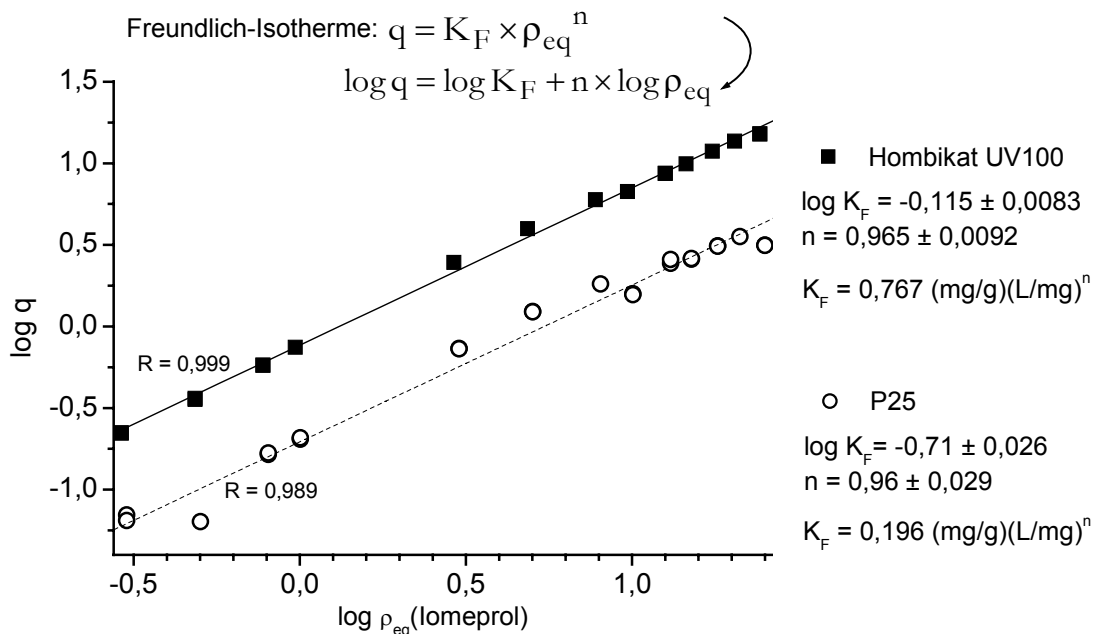 Freundlich-Isotherme: q = K_F × ρ_eq^n
log q = log K_F + n × log ρ_eq
1,5
1,0
0,5
0,0
-0,5
-1,0
log q
R = 0,999
R = 0,989
-0,5
0,0
0,5
1,0
log ρ_eq(Iomeprol)
■ Hombikat UV100
log K_F = -0,115 ± 0,0083
n = 0,965 ± 0,0092
K_F = 0,767 (mg/g)(L/mg)^n
○ P25
log K_F= -0,71 ± 0,026
n = 0,96 ± 0,029
K_F = 0,196 (mg/g)(L/mg)^n